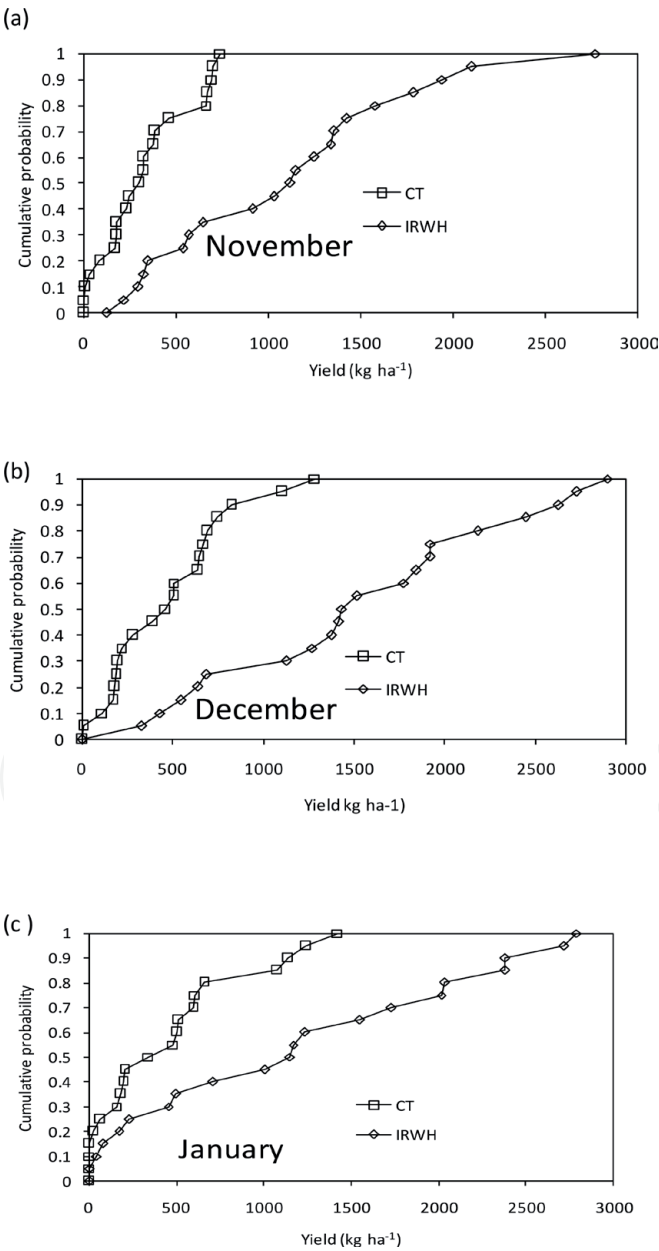 (a)
1
0.9
0.8
0.7
0.6
0.5
0.4
0.3
0.2
0.1
0
Cumulative probability
CT
IRWH
November
0 500 1000 1500 2000 2500 3000
Yield (kg ha⁻¹)
(b)
1
0.9
0.8
0.7
0.6
0.5
0.4
0.3
0.2
0.1
0
Cumulative probability
CT
IRWH
December
0 500 1000 1500 2000 2500 3000
Yield kg ha-1)
(c )
1
0.9
0.8
0.7
0.6
0.5
0.4
0.3
0.2
0.1
0
Cumulative probability
CT
IRWH
January
0 500 1000 1500 2000 2500 3000
Yield (kg ha⁻¹)